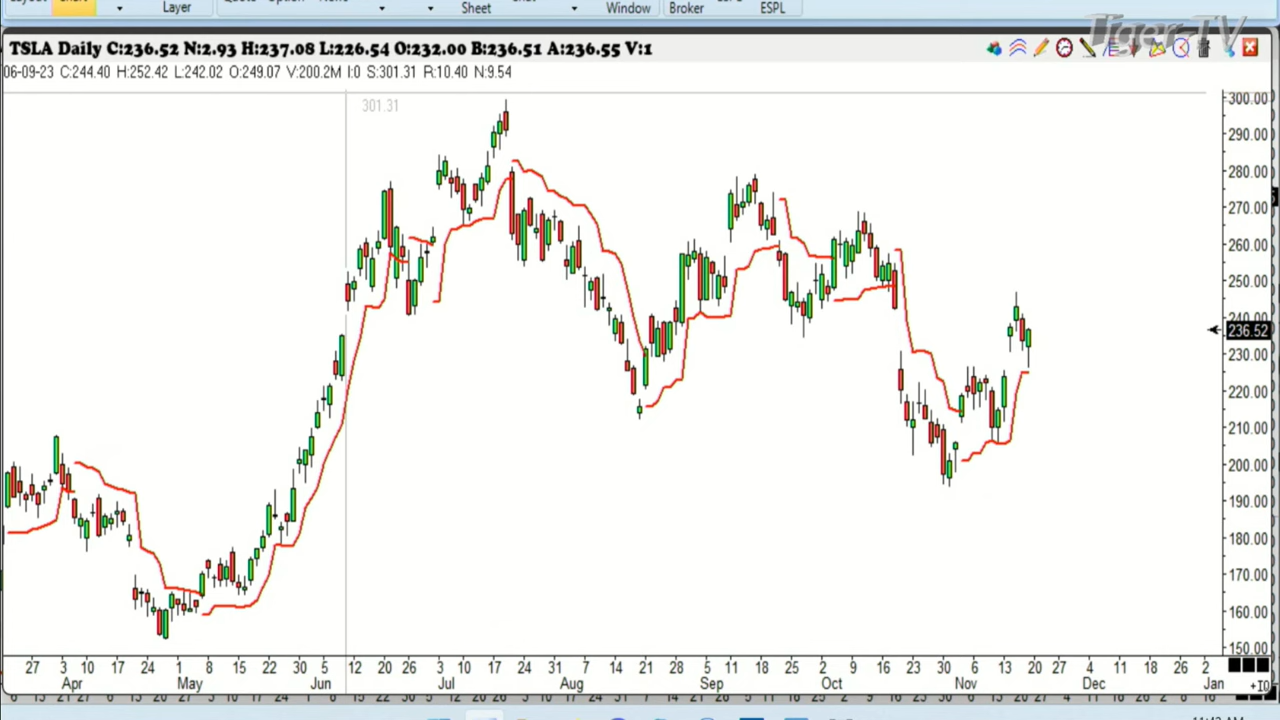 Layer
Sheet
Window
Broker
ESPL
Tiger-TV
TSLA Daily C:236.52 N:2.93 H:237.08 L:226.54 O:232.00 B:236.51 A:236.55 V:1
06-09-23 C:244.40 H:252.42 L:242.02 O:249.07 V:200.2M I:0 S:301.31 R:10.40 N:9.54
301.31
300.00
290.00
280.00
270.00
260.00
250.00
240.00
236.52
230.00
220.00
210.00
200.00
190.00
180.00
170.00
160.00
150.00
27 3 10 17 24 1 8 15 22 30 5 12 20 26 3 10 17 24 31 7 14 21 28 5 11 18 25 2 9 16 23 30 6 13 20 27 4 11 18 26 2
Apr May Jun Jul Aug Sep Oct Nov Dec Jan